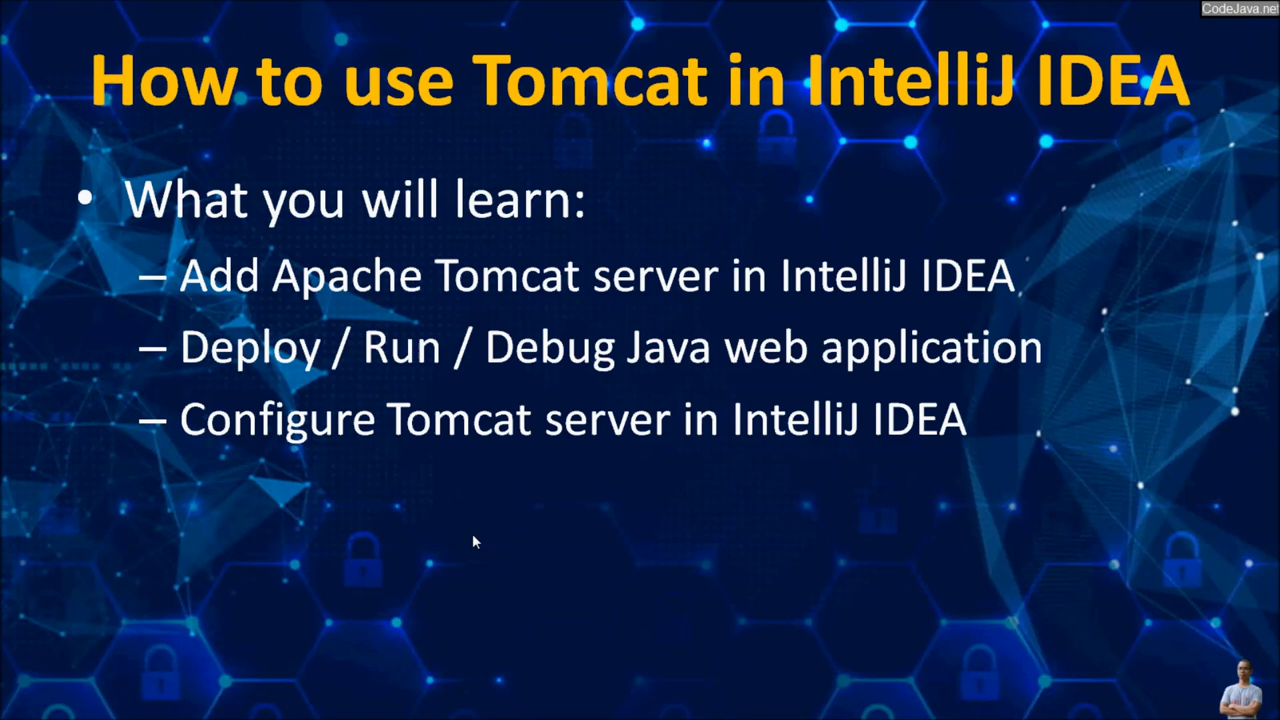 CodeJava.net
How to use Tomcat in IntelliJ IDEA
• What you will learn:
– Add Apache Tomcat server in IntelliJ IDEA
– Deploy / Run / Debug Java web application
– Configure Tomcat server in IntelliJ IDEA